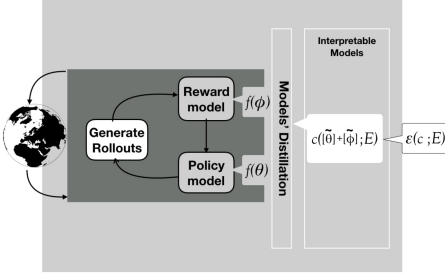 Interpretable
Models
Reward
model
f(ϕ)
Generate
Rollouts
Policy
model
f(θ)
Models' Distillation
c([θ̃]+[ϕ̃];E)
ε(c ;E)